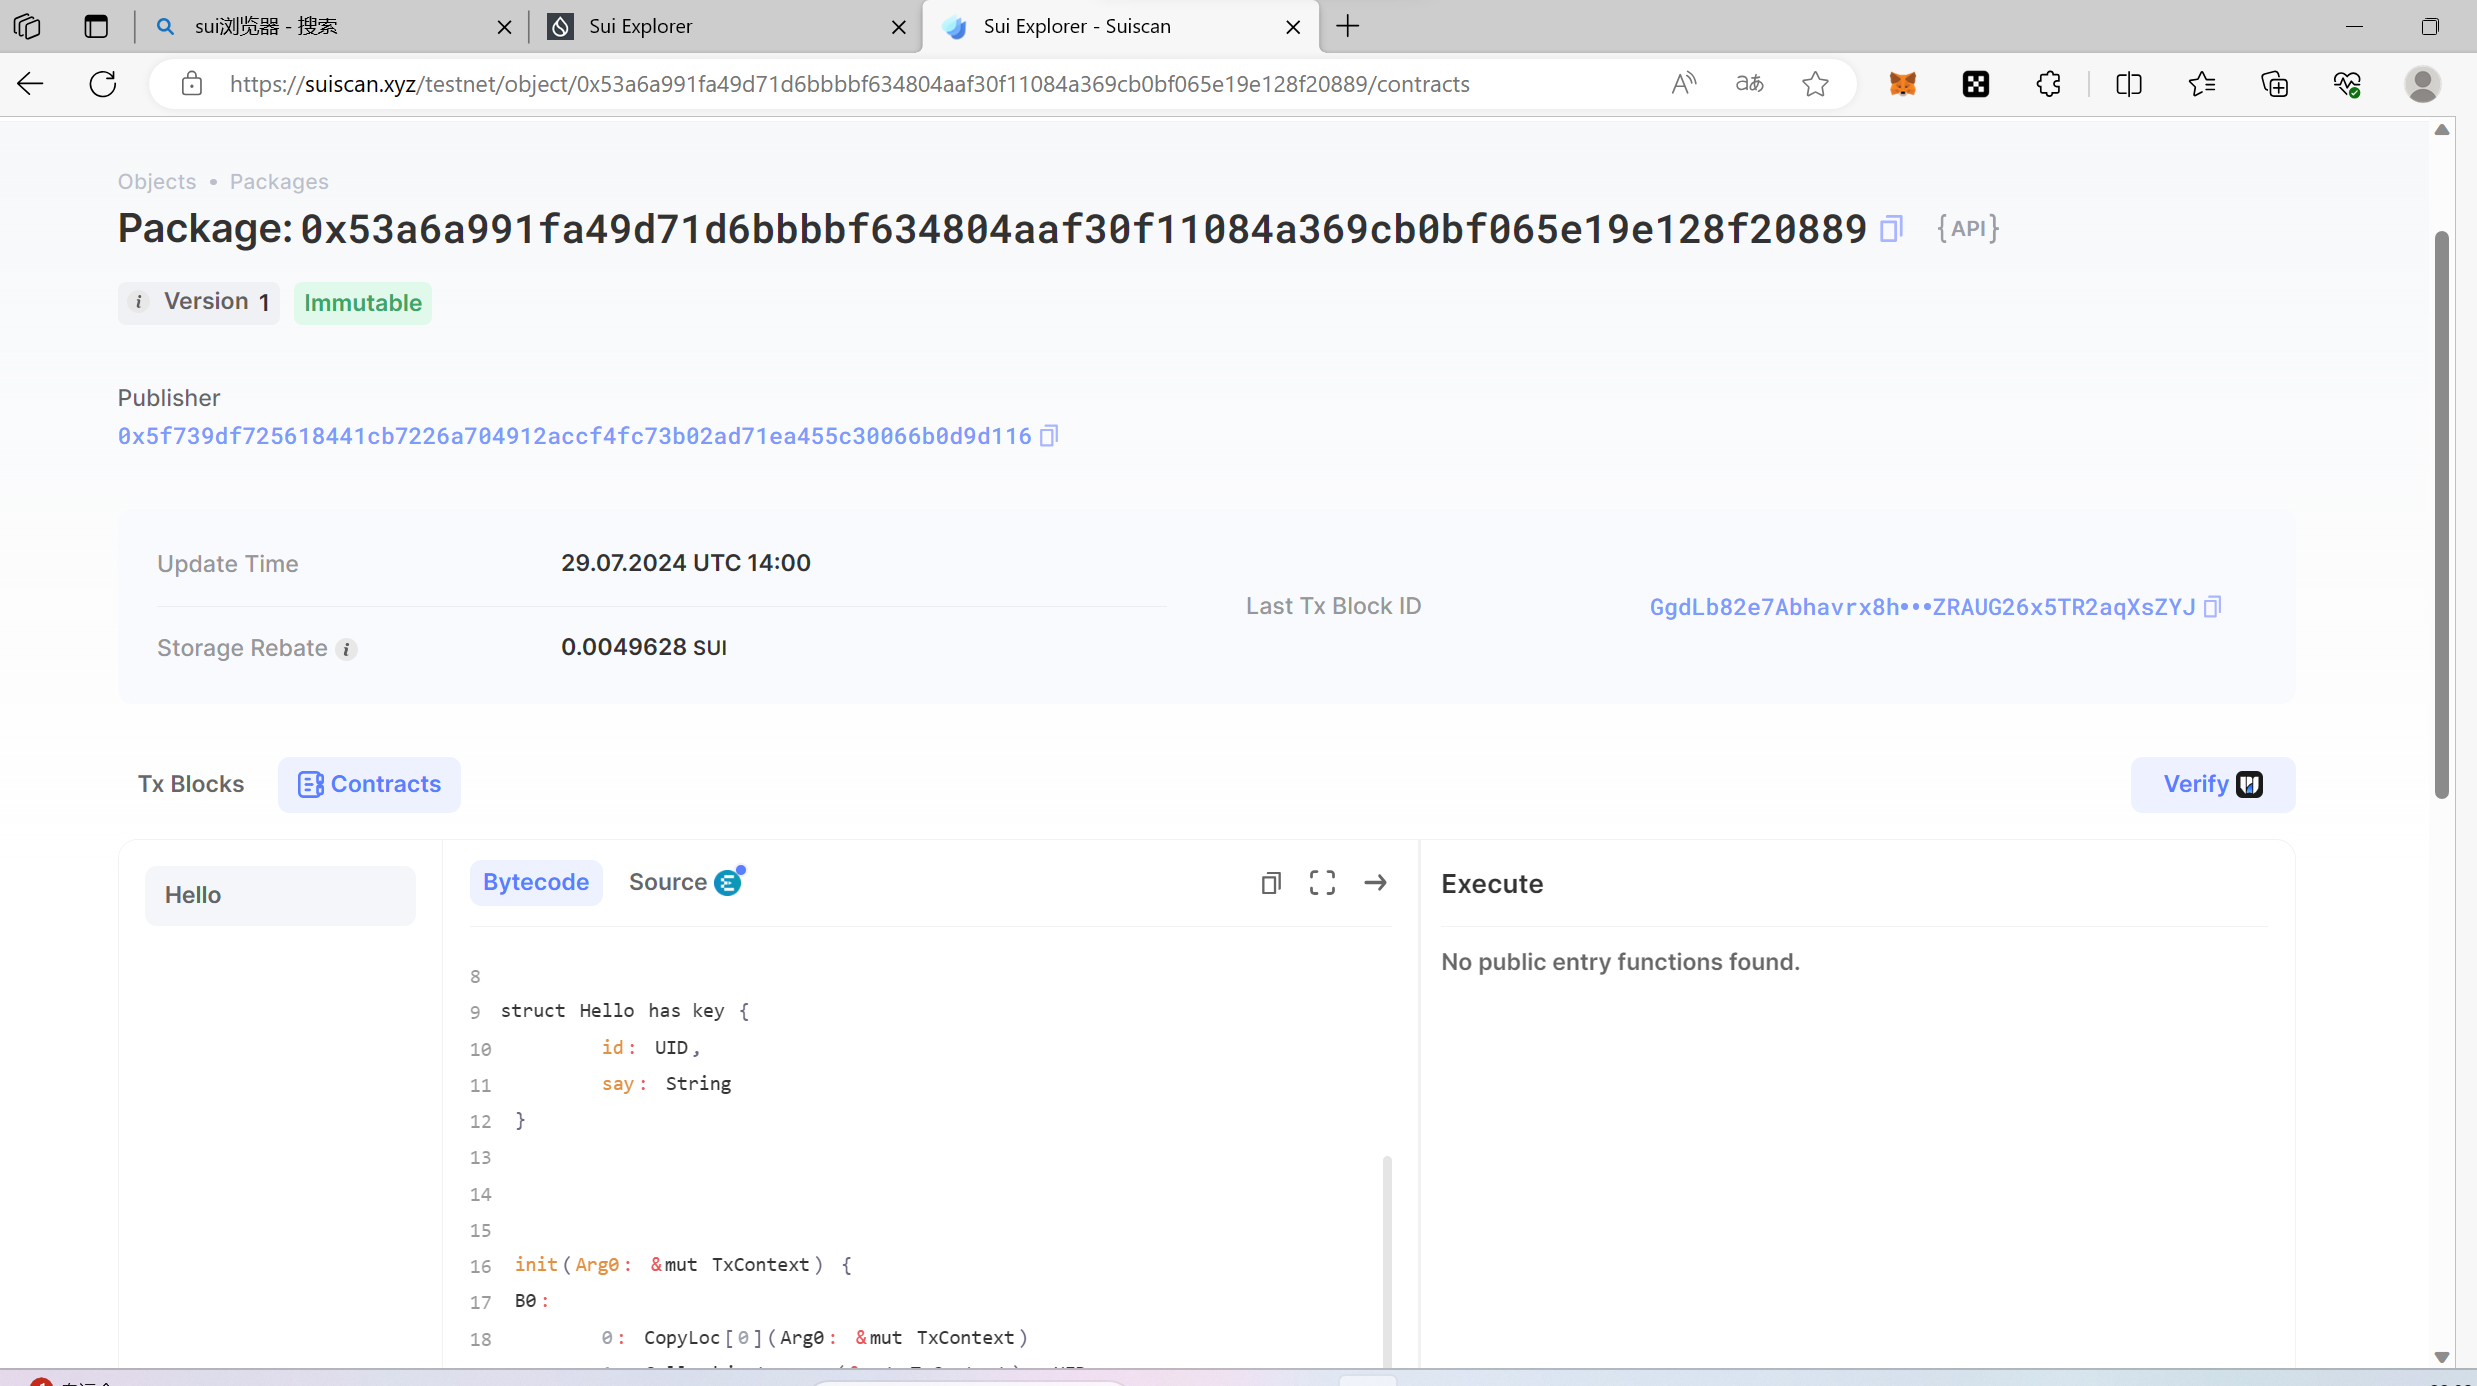 sui浏览器 - 搜索
Sui Explorer
Sui Explorer - Suiscan
https://suiscan.xyz/testnet/object/0x53a6a991fa49d71d6bbbbf634804aaf30f11084a369cb0bf065e19e128f20889/contracts
Objects • Packages
Package: 0x53a6a991fa49d71d6bbbbf634804aaf30f11084a369cb0bf065e19e128f20889 {API}
i Version 1 Immutable
Publisher
0x5f739df725618441cb7226a704912accf4fc73b02ad71ea455c30066b0d9d116
Update Time 29.07.2024 UTC 14:00
Last Tx Block ID GgdLb82e7Abhavrx8h•••ZRAUG26x5TR2aqXsZYJ
Storage Rebate i 0.0049628 SUI
Tx Blocks Contracts Verify
Hello
Bytecode Source
Execute
No public entry functions found.
8
9 struct Hello has key {
10 id: UID,
11 say: String
12 }
13
14
15
16 init(Arg0: &mut TxContext) {
17 B0:
18 0: CopyLoc[0](Arg0: &mut TxContext)